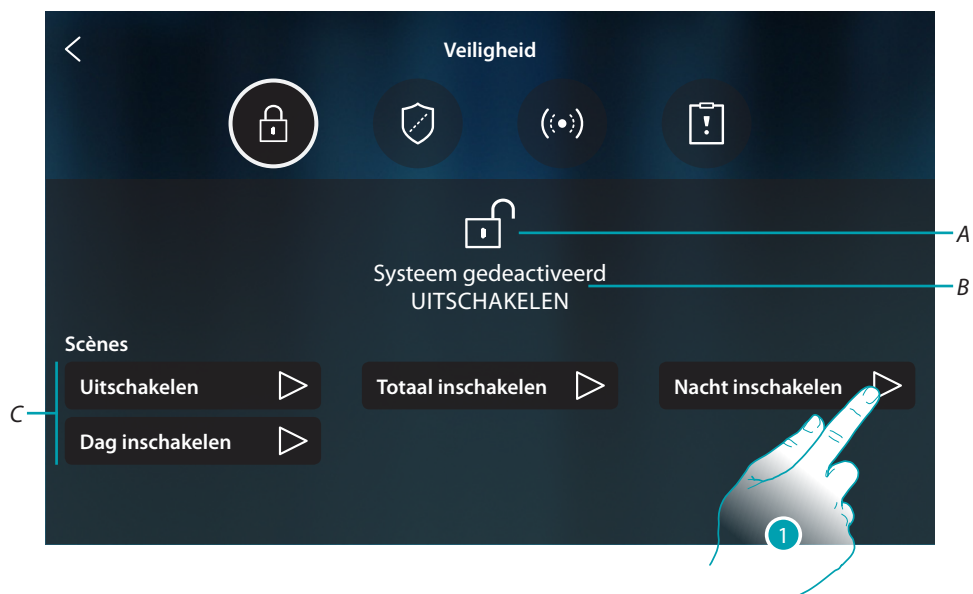 Veiligheid
A
Systeem gedeactiveerd
B
UITSCHAKELEN
Scènes
Uitschakelen
Totaal inschakelen
Nacht inschakelen
C
Dag inschakelen
1